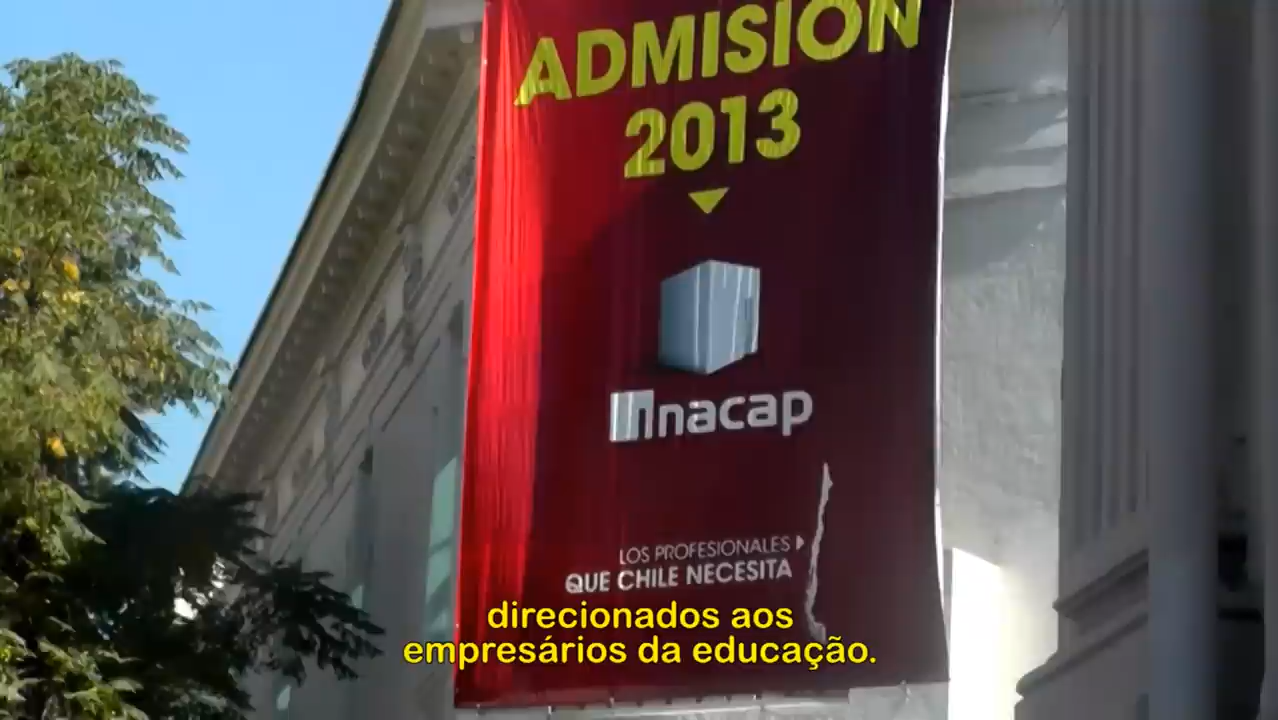 ADMISIÓN
2013
inacap
LOS PROFESIONALES
QUE CHILE NECESITA
direcionados aos
empresários da educação.